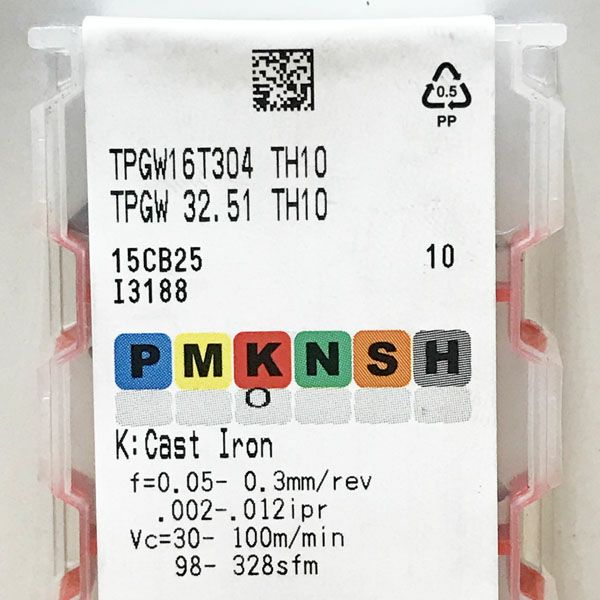 0.5
PP
TPGW16T304 TH10
TPGW 32.51 TH10
15CB25 10
I3188
P M K N S H
O
K:Cast Iron
f=0.05- 0.3mm/rev
.002-.012ipr
Vc=30- 100m/min
98- 328sfm